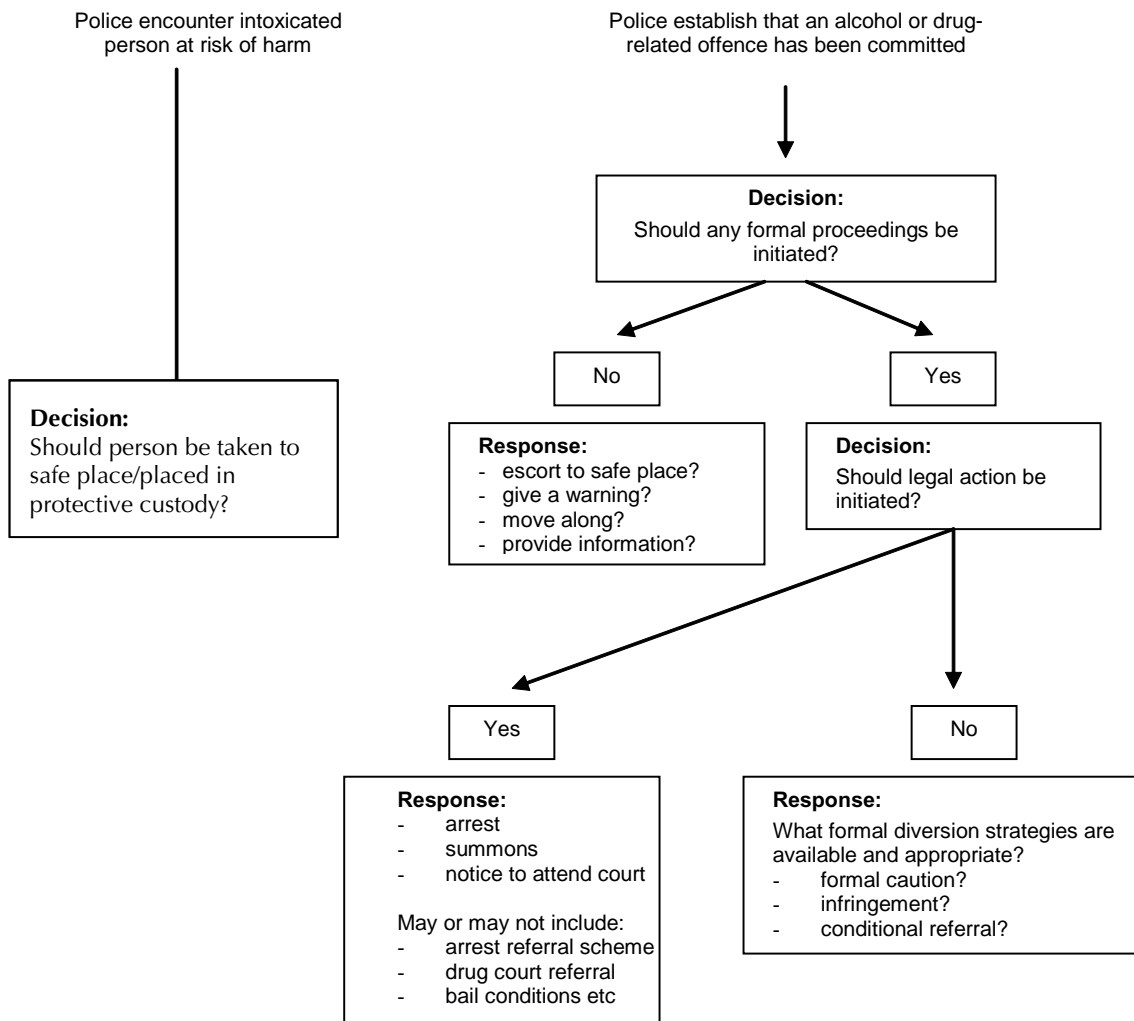 Police encounter intoxicated
person at risk of harm
Police establish that an alcohol or drug-
related offence has been committed
Decision:
Should any formal proceedings be
initiated?
No
Yes
Decision:
Should person be taken to
safe place/placed in
protective custody?
Response:
- escort to safe place?
- give a warning?
- move along?
- provide information?
Decision:
Should legal action be
initiated?
Yes
No
Response:
- arrest
- summons
- notice to attend court
May or may not include:
- arrest referral scheme
- drug court referral
- bail conditions etc
Response:
What formal diversion strategies are
available and appropriate?
- formal caution?
- infringement?
- conditional referral?